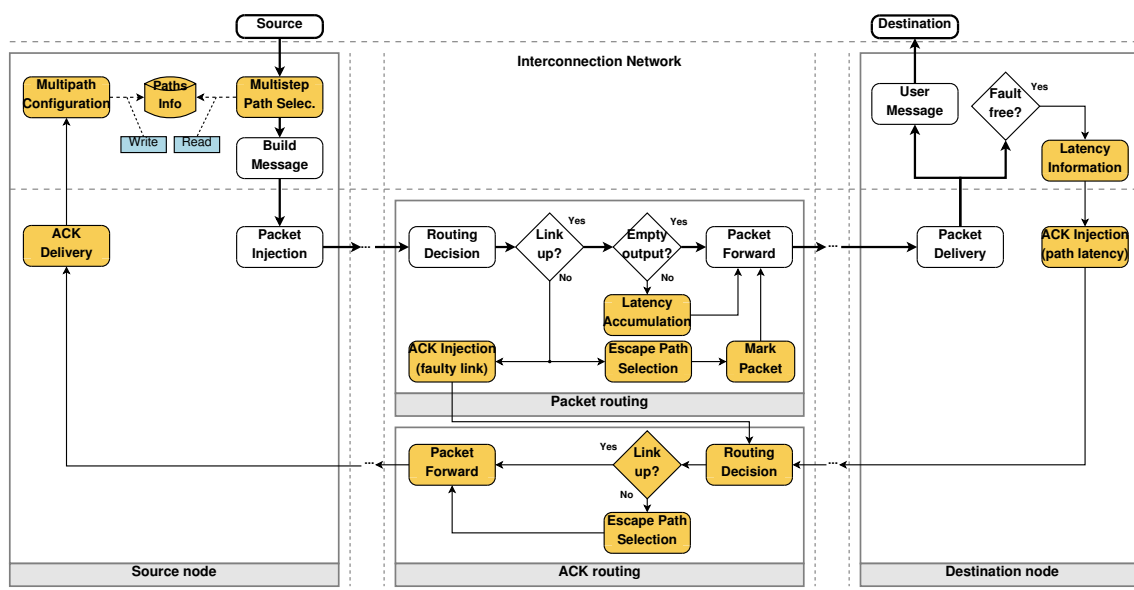 Source
Destination
Interconnection Network
Multipath
Configuration
Paths
Info
Multistep
Path Selec.
Write
Read
Build
Message
User
Message
Fault
free?
Yes
Latency
Information
ACK
Delivery
Packet
Injection
...
Routing
Decision
Link
up?
Yes
No
Empty
output?
Yes
No
Packet
Forward
...
Packet
Delivery
ACK Injection
(path latency)
Latency
Accumulation
ACK Injection
(faulty link)
Escape Path
Selection
Mark
Packet
Packet routing
...
Packet
Forward
Yes
Link
up?
No
Routing
Decision
...
Escape Path
Selection
Source node
ACK routing
Destination node